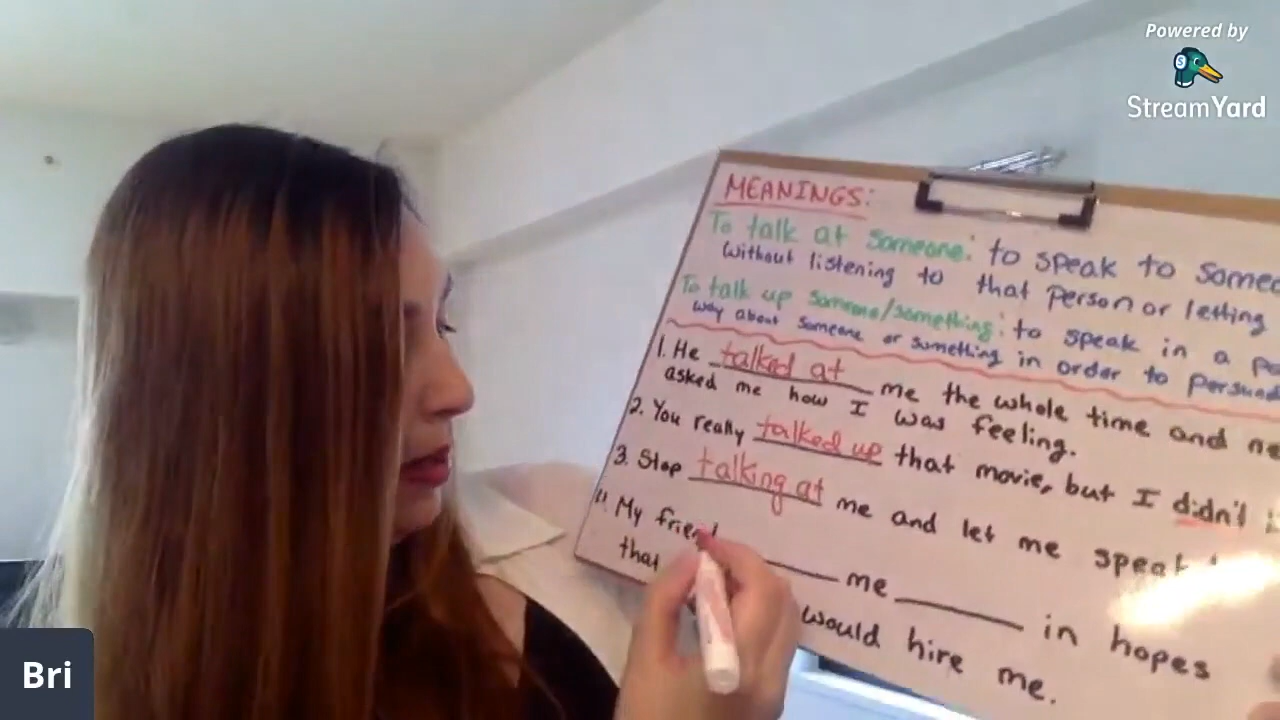 Powered by
StreamYard
MEANINGS:
To talk at someone: to speak to
without listening to that person or letting
To talk up someone/something: to speak in a
way about someone or something in order to
1. He talked at me the whole time and
asked me how I was feeling.
2. You really talked up that movie, but I didn't
3. Stop talking at me and let me speak
My friend ______ me ______ in hopes
that would hire me.
Bri